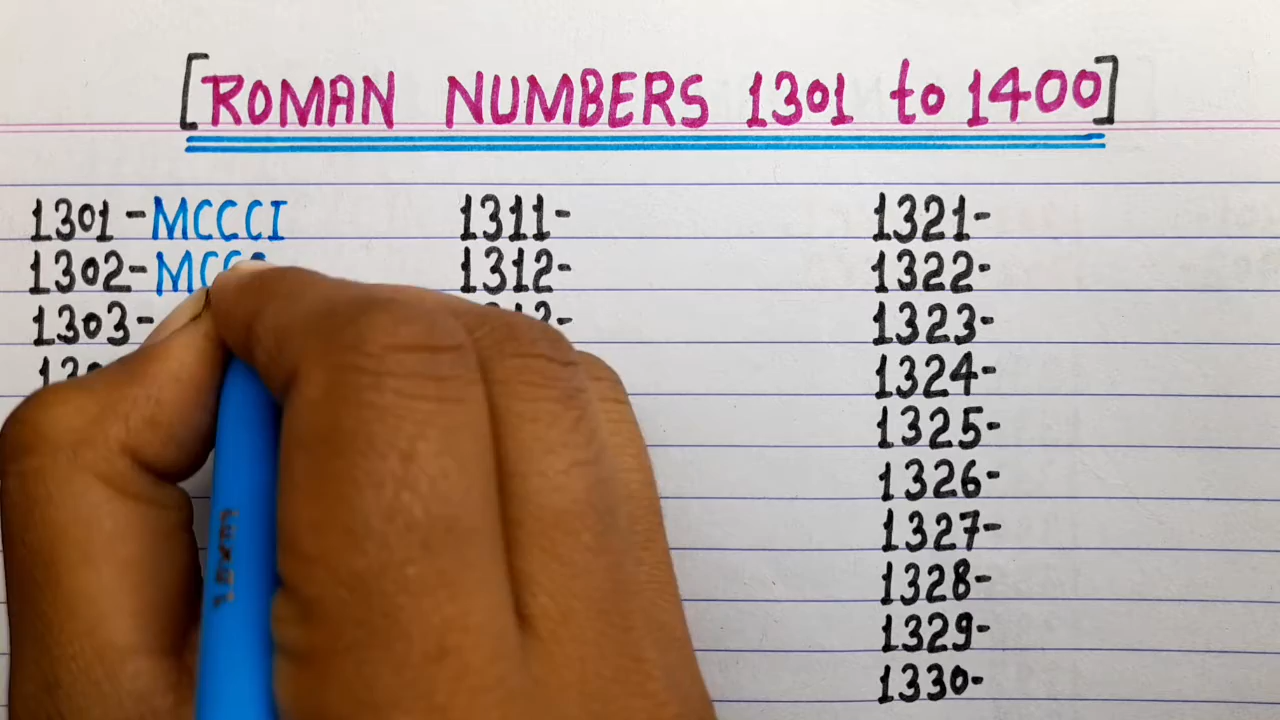 [ROMAN NUMBERS 1301 to 1400]
1301-MCCCI 1311- 1321-
1302-MCC 1312- 1322-
1303- 1323-
1324-
1325-
1326-
1327-
1328-
1329-
1330-